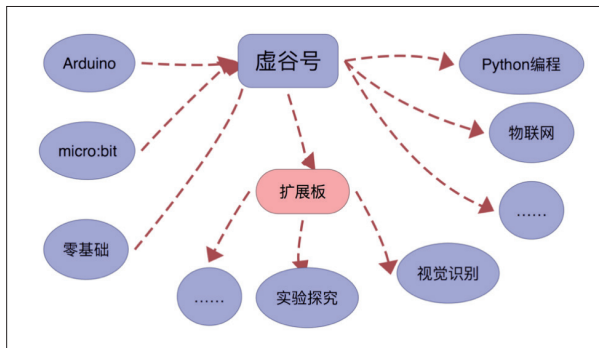 Arduino
虚谷号
Python编程
micro:bit
物联网
扩展板
……
零基础
视觉识别
……
实验探究